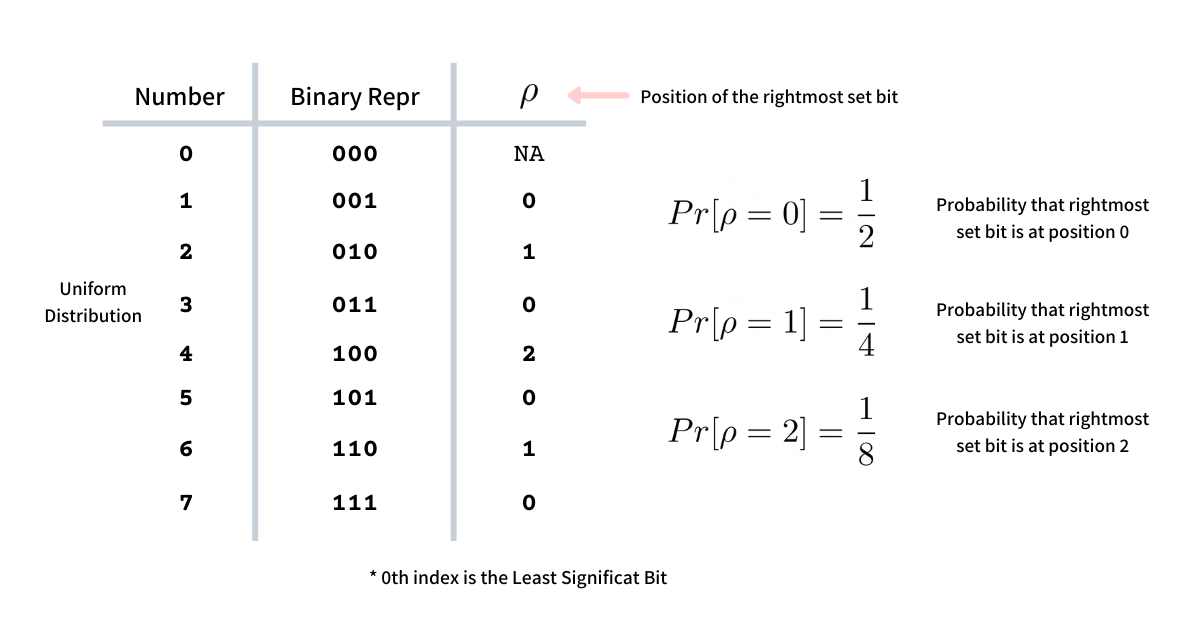 Number Binary Repr ρ Position of the rightmost set bit
0 000 NA
1 001 0
2 010 1
3 011 0
4 100 2
5 101 0
6 110 1
7 111 0
Uniform
Distribution
Pr[ρ = 0] = 1/2
Probability that rightmost
set bit is at position 0
Pr[ρ = 1] = 1/4
Probability that rightmost
set bit is at position 1
Pr[ρ = 2] = 1/8
Probability that rightmost
set bit is at position 2
* 0th index is the Least Significat Bit